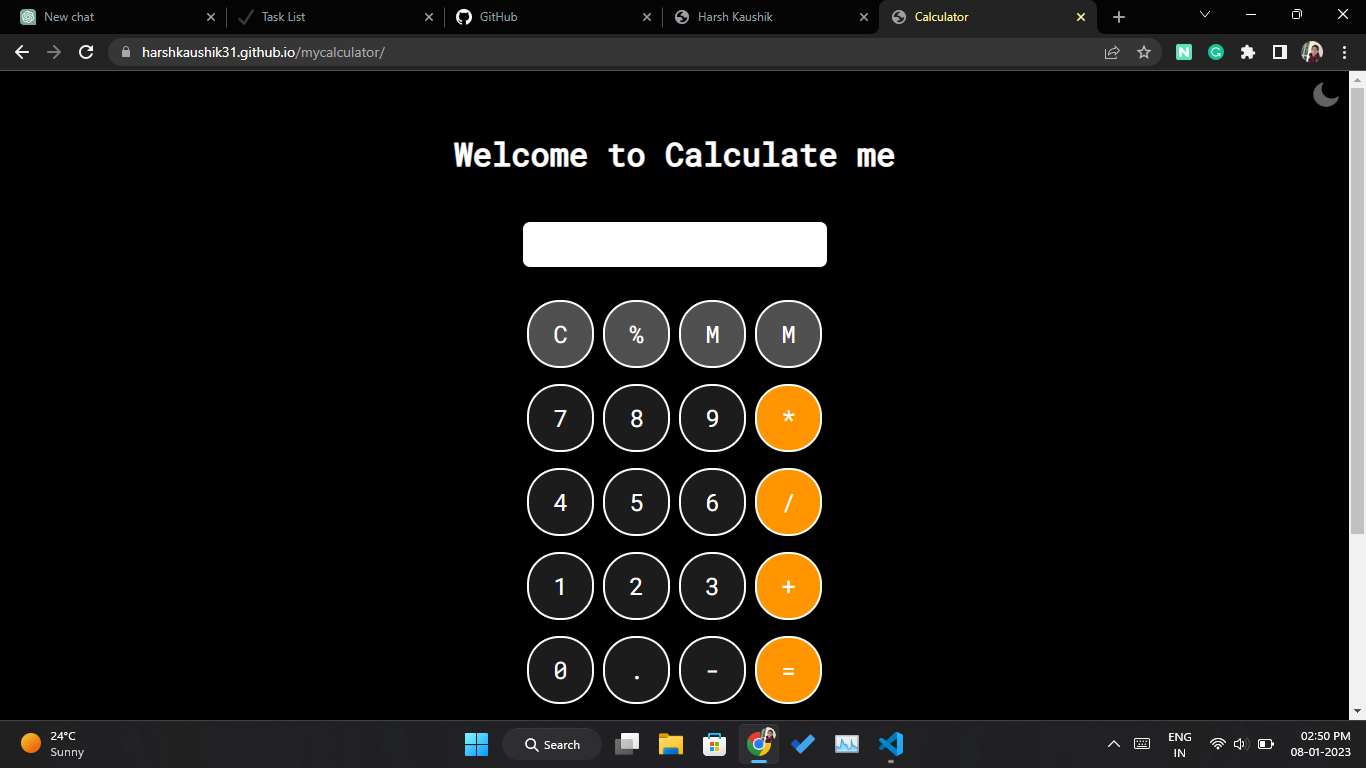 New chat
Task List
GitHub
Harsh Kaushik
Calculator
harshkaushik31.github.io/mycalculator/
Welcome to Calculate me
C % M M
7 8 9 *
4 5 6 /
1 2 3 +
0 . - =
24°C
Sunny
Search
ENG
IN
02:50 PM
08-01-2023